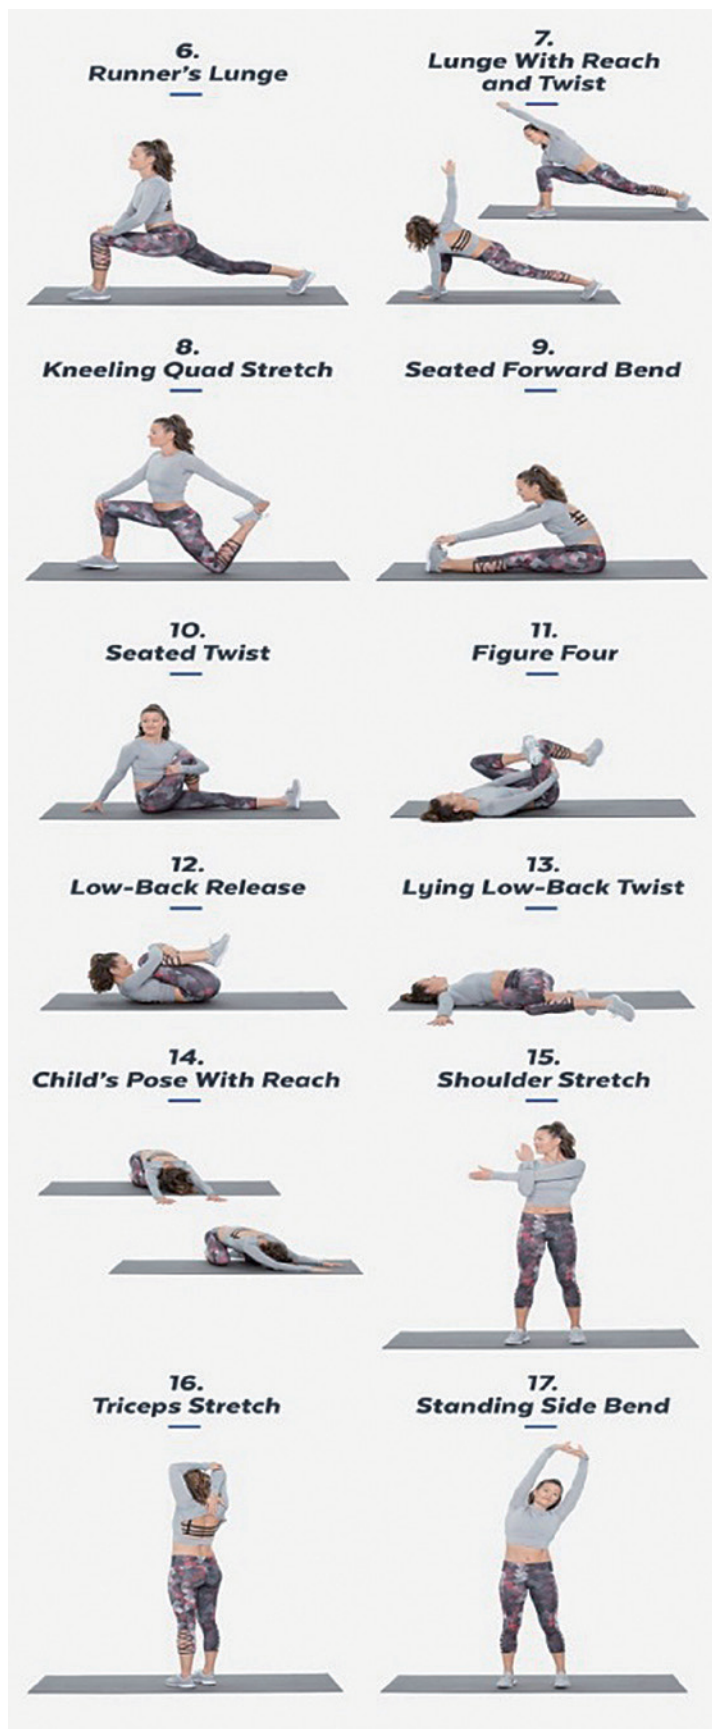 6.
Runner's Lunge
7.
Lunge With Reach
and Twist
8.
Kneeling Quad Stretch
9.
Seated Forward Bend
10.
Seated Twist
11.
Figure Four
12.
Low-Back Release
13.
Lying Low-Back Twist
14.
Child's Pose With Reach
15.
Shoulder Stretch
16.
Triceps Stretch
17.
Standing Side Bend